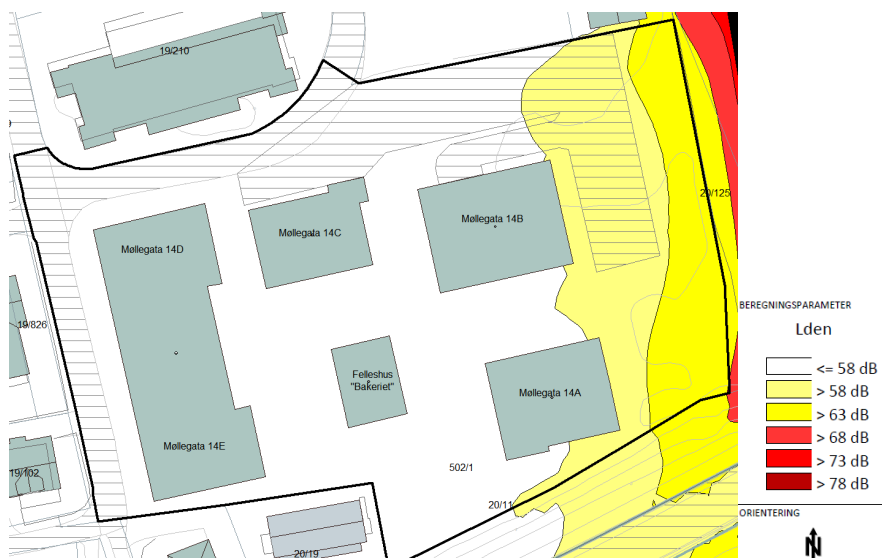 19/210
20/125
Møllegata 14B
Møllegata 14C
Møllegata 14D
19/826
Felleshus
"Bakeriet"
Møllegata 14A
Møllegata 14E
502/1
19/102
20/11
20/19
BEREGNINGSPARAMETER
Lden
<= 58 dB
> 58 dB
> 63 dB
> 68 dB
> 73 dB
> 78 dB
ORIENTERING
N